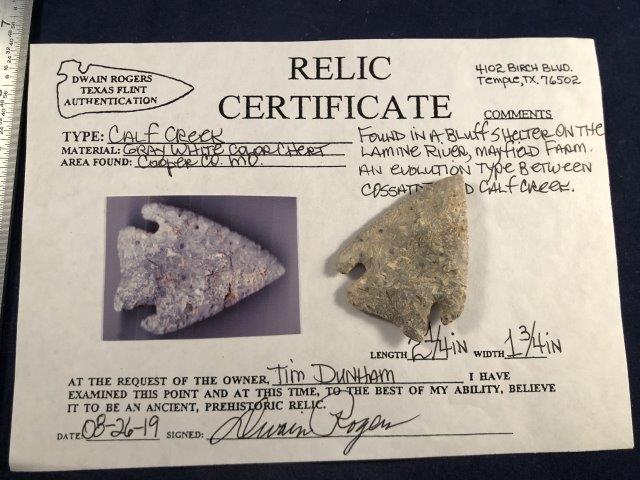 DWAIN ROGERS
TEXAS FLINT
AUTHENTICATION
RELIC
CERTIFICATE
4102 BIRCH BLVD.
TEMPLE, TX. 76502
COMMENTS
TYPE: CALF CREEK
MATERIAL: GRAY WHITE COLOR CHERT
AREA FOUND: COOPER CO. MO.
FOUND IN A BLUFF SHELTER ON THE
LAMINE RIVER, MAYFIELD FARM.
AN EVOLUTION TYPE BETWEEN
CALF CREEK.
LENGTH 2 1/4 IN WIDTH 1 3/4 IN
AT THE REQUEST OF THE OWNER, TIM DUNHAM I HAVE
EXAMINED THIS POINT AND AT THIS TIME, TO THE BEST OF MY ABILITY, BELIEVE
IT TO BE AN ANCIENT, PREHISTORIC RELIC.
DATE: 08-26-19 SIGNED: Dwain Rogers